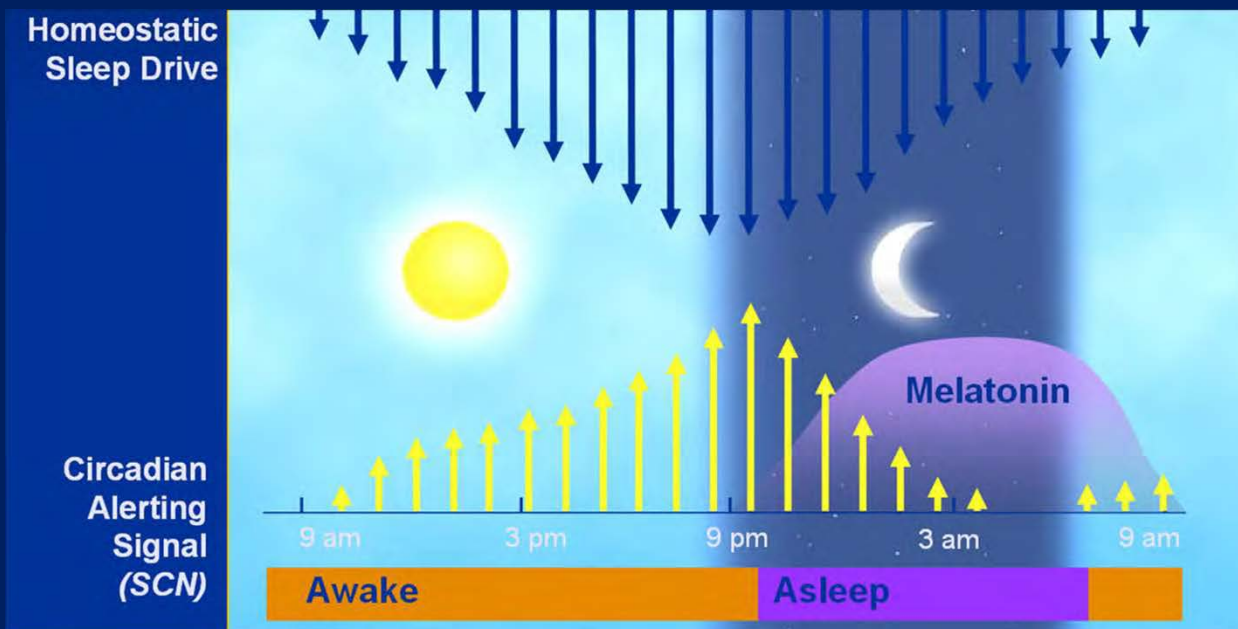 Homeostatic
Sleep Drive
Melatonin
Circadian
Alerting
Signal
(SCN)
9 am 3 pm 9 pm 3 am 9 am
Awake Asleep